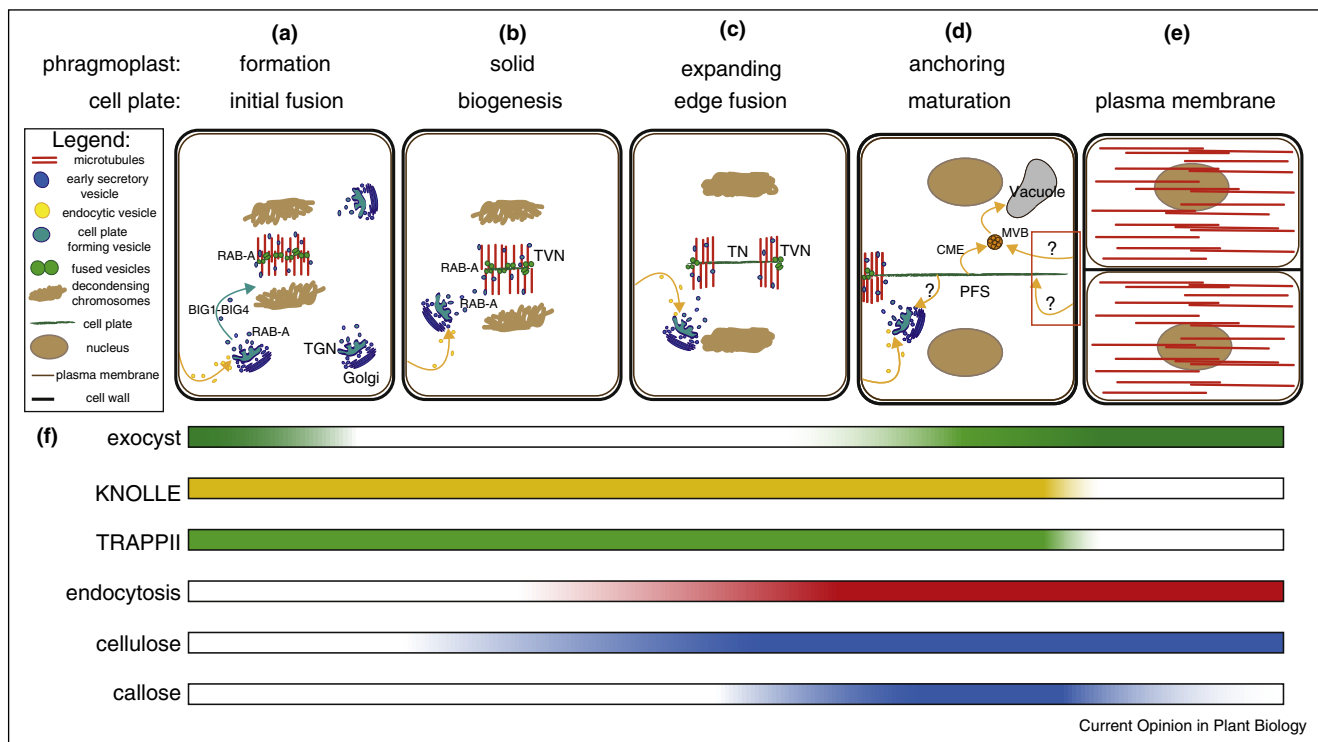 (a) (b) (c) (d) (e)
phragmoplast: formation solid expanding anchoring
cell plate: initial fusion biogenesis edge fusion maturation plasma membrane
Legend:
microtubules
early secretory
vesicle
endocytic vesicle
cell plate
forming vesicle
fused vesicles
decondensing
chromosomes
cell plate
nucleus
plasma membrane
cell wall
RAB-A
BIG1-BIG4
RAB-A
TGN
Golgi
RAB-A
TVN
RAB-A
TN
TVN
Vacuole
MVB
CME
?
?
PFS
?
(f)
exocyst
KNOLLE
TRAPPII
endocytosis
cellulose
callose
Current Opinion in Plant Biology